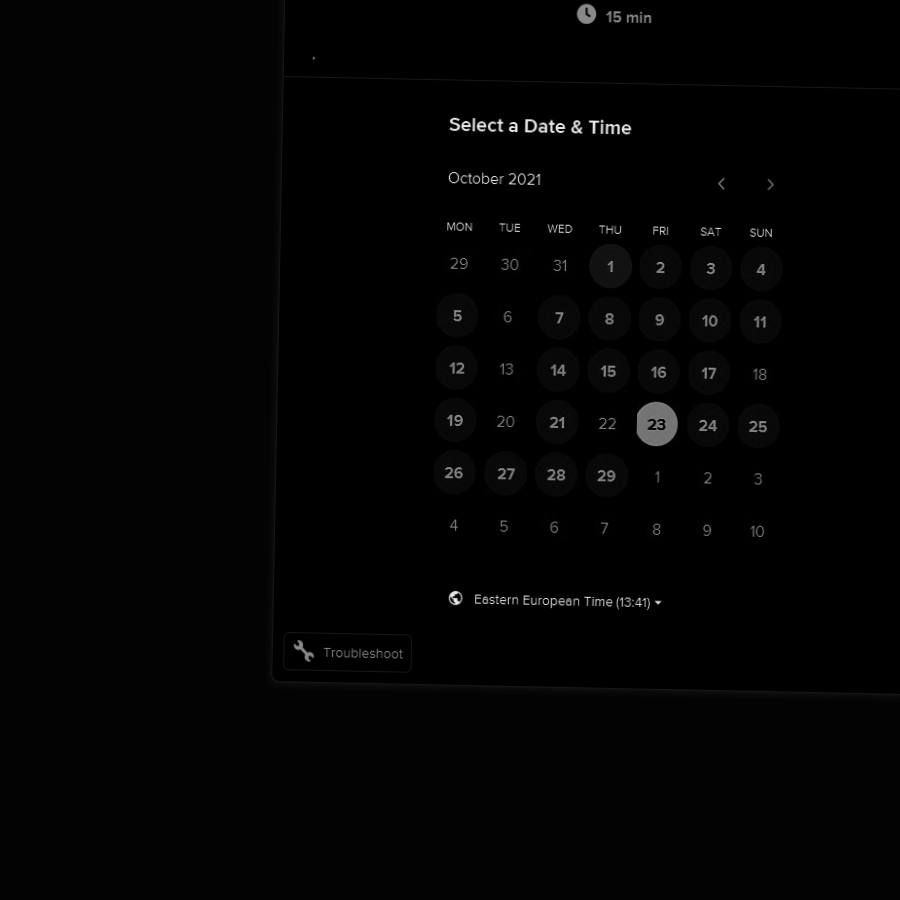 15 min
Select a Date & Time
October 2021
MON TUE WED THU FRI SAT SUN
29 30 31 1 2 3 4
5 6 7 8 9 10 11
12 13 14 15 16 17 18
19 20 21 22 23 24 25
26 27 28 29 1 2 3
4 5 6 7 8 9 10
Eastern European Time (13:41)
Troubleshoot